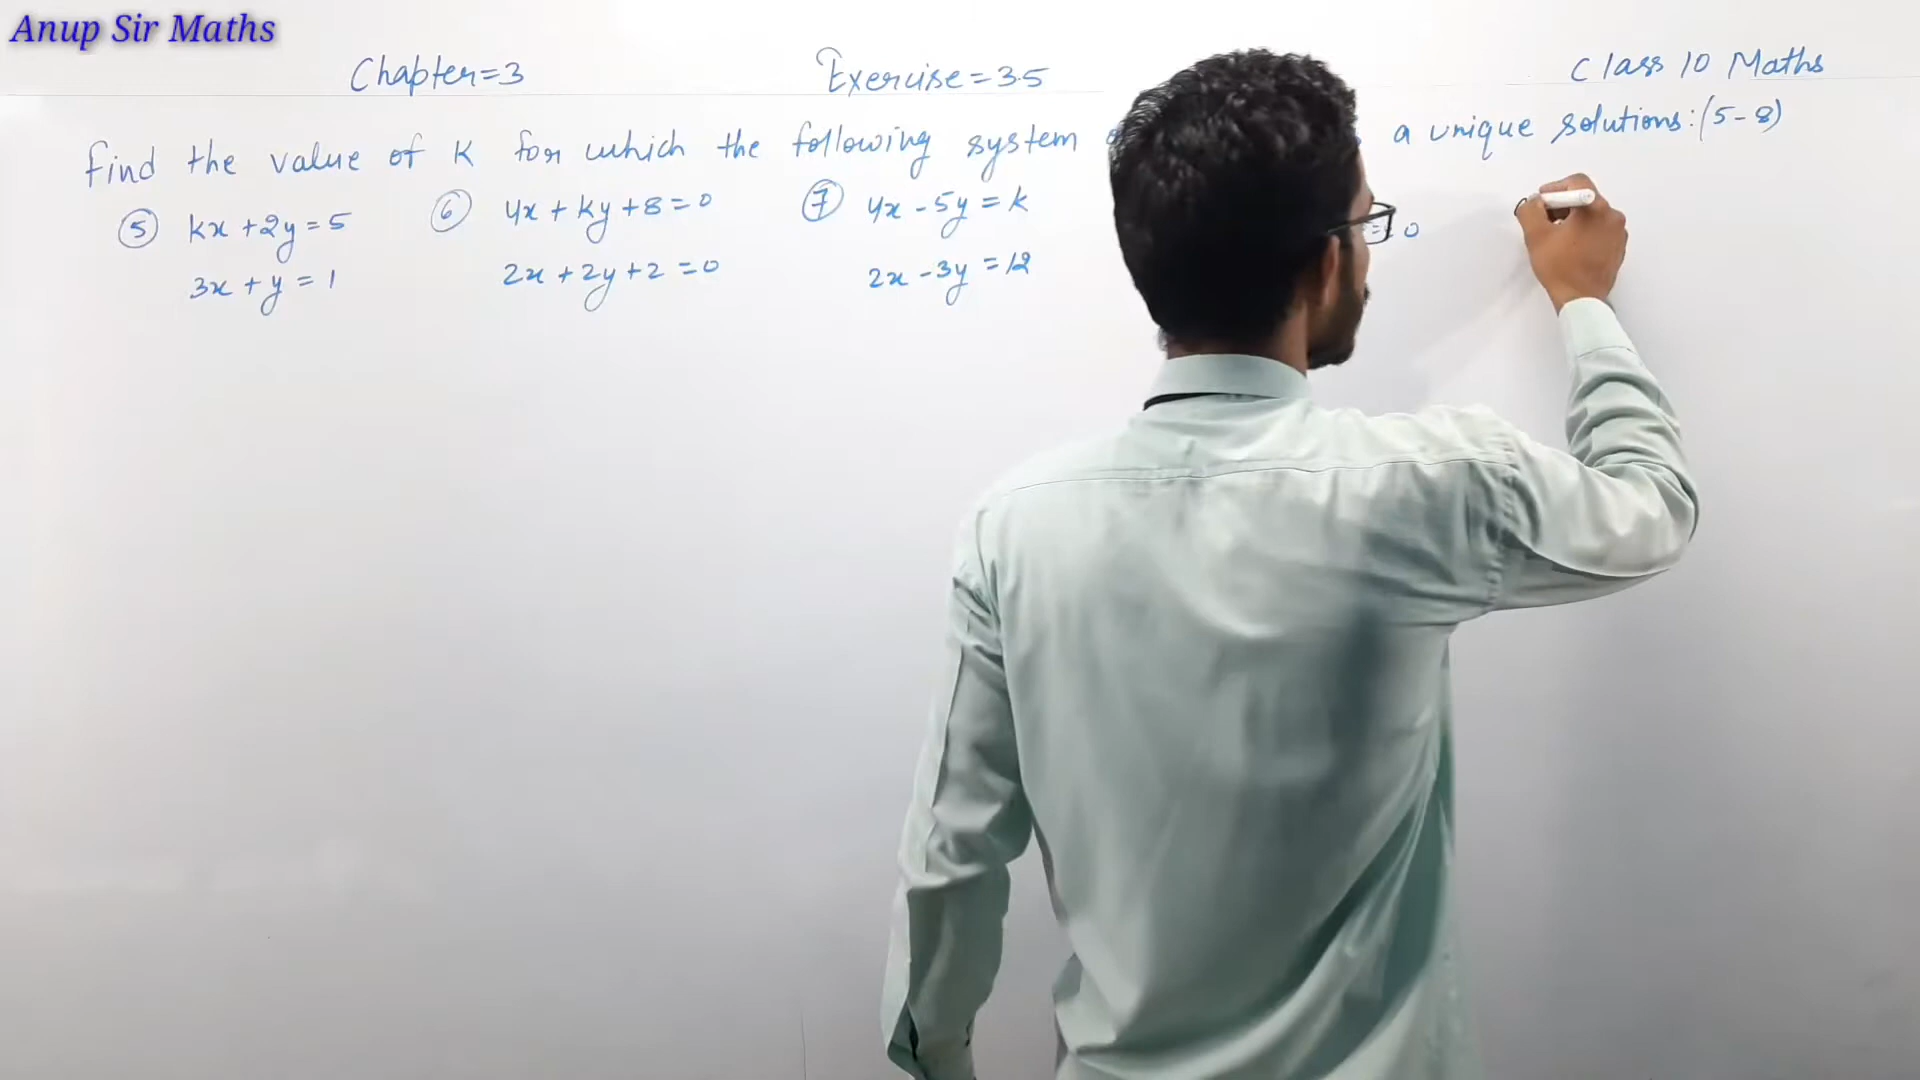 Anup Sir Maths
Chapter=3 Exercise=3.5 Class 10 Maths
find the value of K for which the following system a unique solutions:(5-8)
⑤ kx+2y=5 ⑥ 4x+ky+8=0 ⑦ 4x-5y=k = 0
3x+y=1 2x+2y+2=0 2x-3y=12